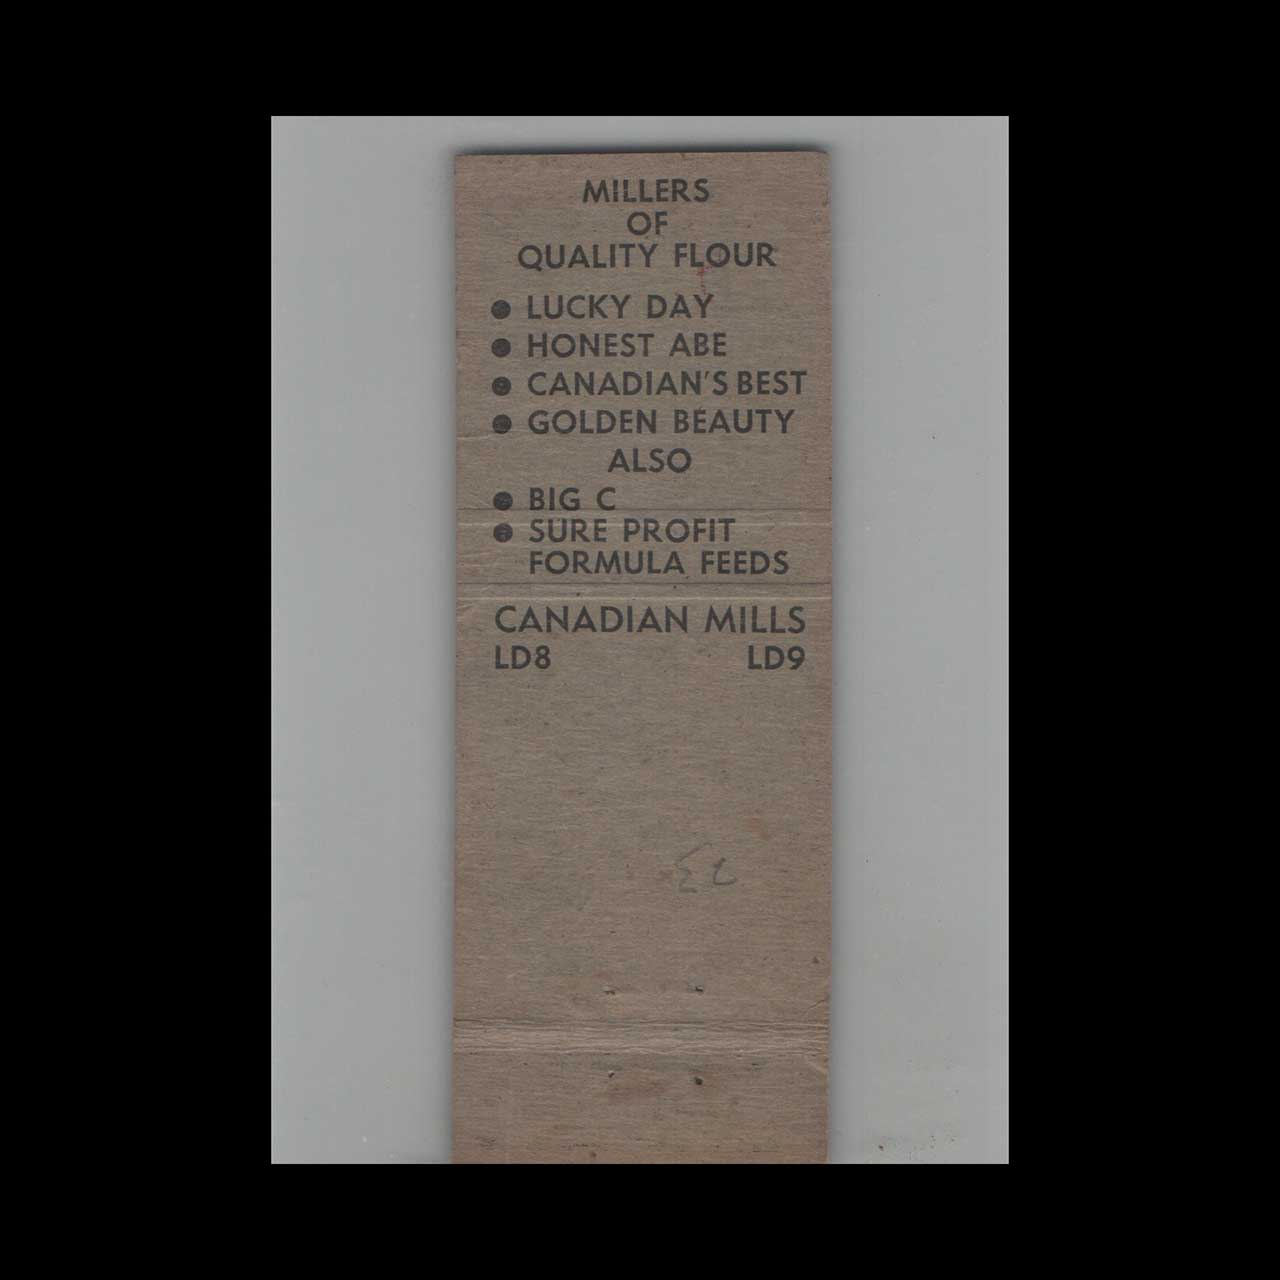 MILLERS
OF
QUALITY FLOUR
● LUCKY DAY
● HONEST ABE
● CANADIAN'S BEST
● GOLDEN BEAUTY
ALSO
● BIG C
● SURE PROFIT
FORMULA FEEDS
CANADIAN MILLS
LD8 LD9